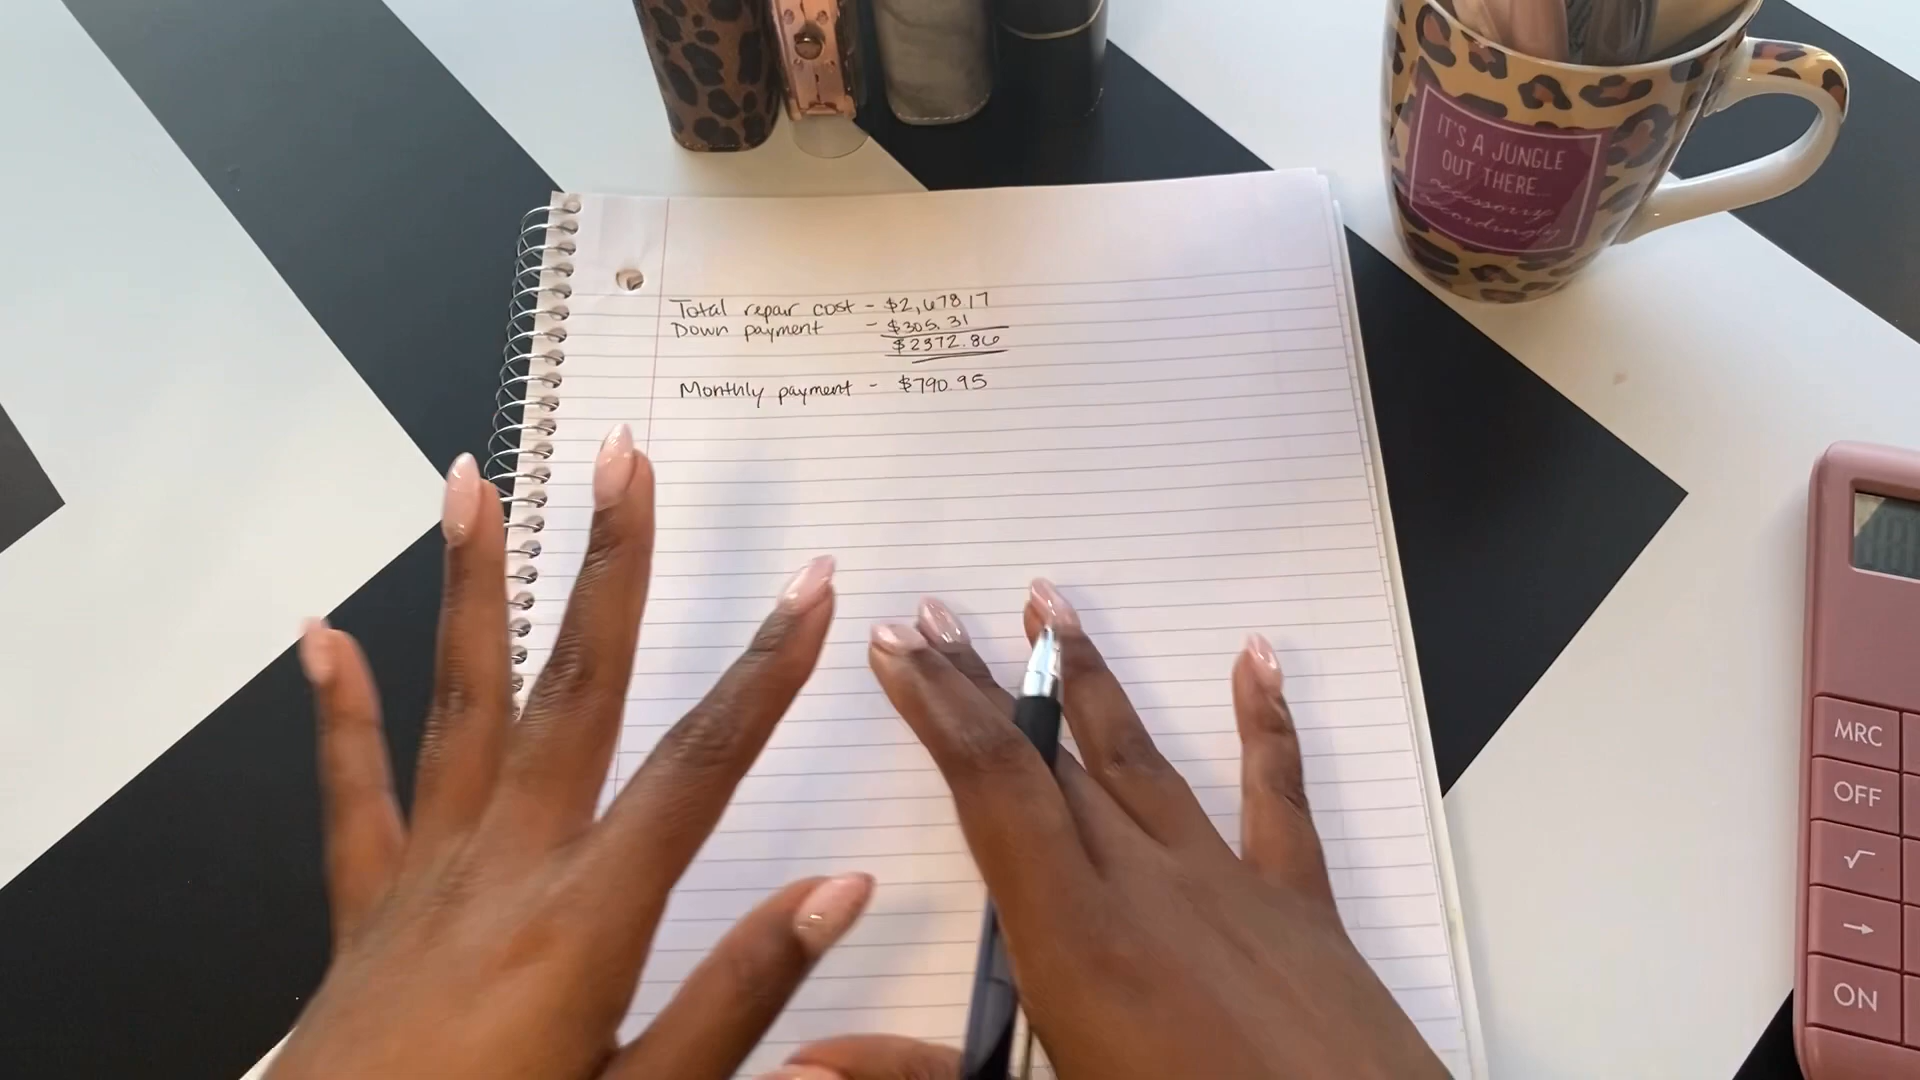 Total repair cost - $2,678.17
Down payment - $305.31
$2372.86
Monthly payment - $790.95
IT'S A JUNGLE
OUT THERE
accessorize
accordingly
MRC
OFF
√
→
ON